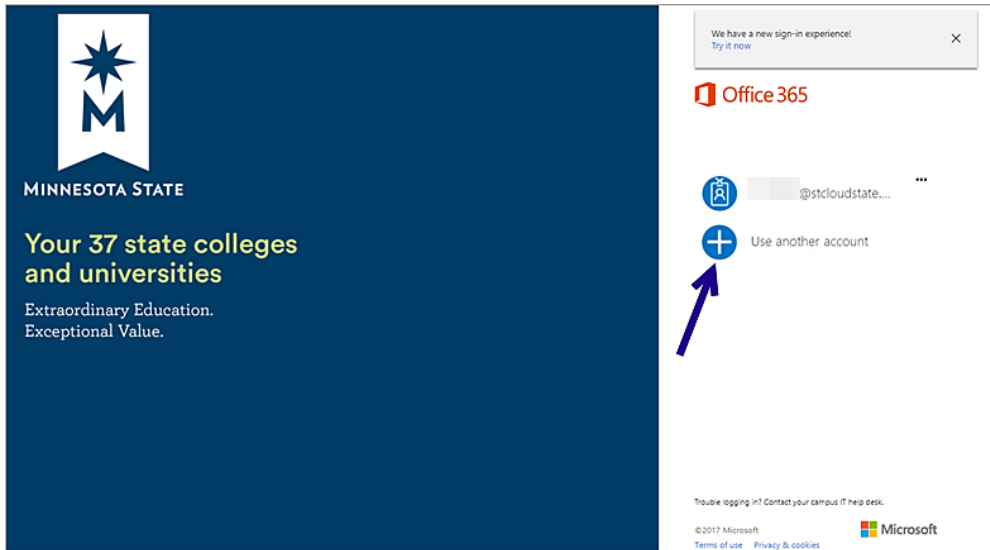 M
MINNESOTA STATE
Your 37 state colleges
and universities
Extraordinary Education.
Exceptional Value.
We have a new sign-in experience!
Try it now
Office 365
@stcloudstate....
Use another account
Trouble logging in? Contact your campus IT help desk.
©2017 Microsoft
Microsoft
Terms of use Privacy & cookies